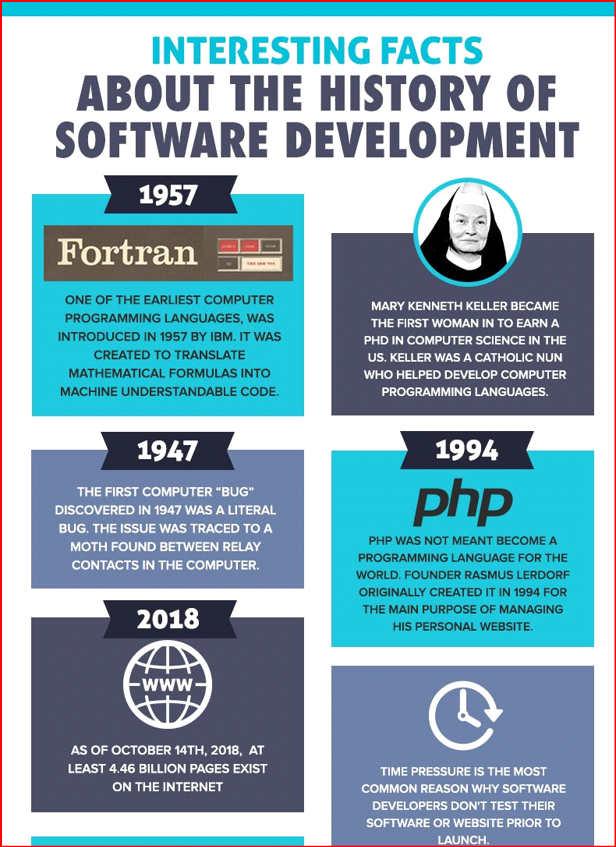 INTERESTING FACTS
ABOUT THE HISTORY OF
SOFTWARE DEVELOPMENT
1957
Fortran
ONE OF THE EARLIEST COMPUTER
PROGRAMMING LANGUAGES, WAS
INTRODUCED IN 1957 BY IBM. IT WAS
CREATED TO TRANSLATE
MATHEMATICAL FORMULAS INTO
MACHINE UNDERSTANDABLE CODE.
MARY KENNETH KELLER BECAME
THE FIRST WOMAN IN TO EARN A
PHD IN COMPUTER SCIENCE IN THE
US. KELLER WAS A CATHOLIC NUN
WHO HELPED DEVELOP COMPUTER
PROGRAMMING LANGUAGES.
1947
THE FIRST COMPUTER “BUG”
DISCOVERED IN 1947 WAS A LITERAL
BUG. THE ISSUE WAS TRACED TO A
MOTH FOUND BETWEEN RELAY
CONTACTS IN THE COMPUTER.
1994
php
PHP WAS NOT MEANT BECOME A
PROGRAMMING LANGUAGE FOR THE
WORLD. FOUNDER RASMUS LERDORF
ORIGINALLY CREATED IT IN 1994 FOR
THE MAIN PURPOSE OF MANAGING
HIS PERSONAL WEBSITE.
2018
WWW
AS OF OCTOBER 14TH, 2018, AT
LEAST 4.46 BILLION PAGES EXIST
ON THE INTERNET
TIME PRESSURE IS THE MOST
COMMON REASON WHY SOFTWARE
DEVELOPERS DON'T TEST THEIR
SOFTWARE OR WEBSITE PRIOR TO
LAUNCH.